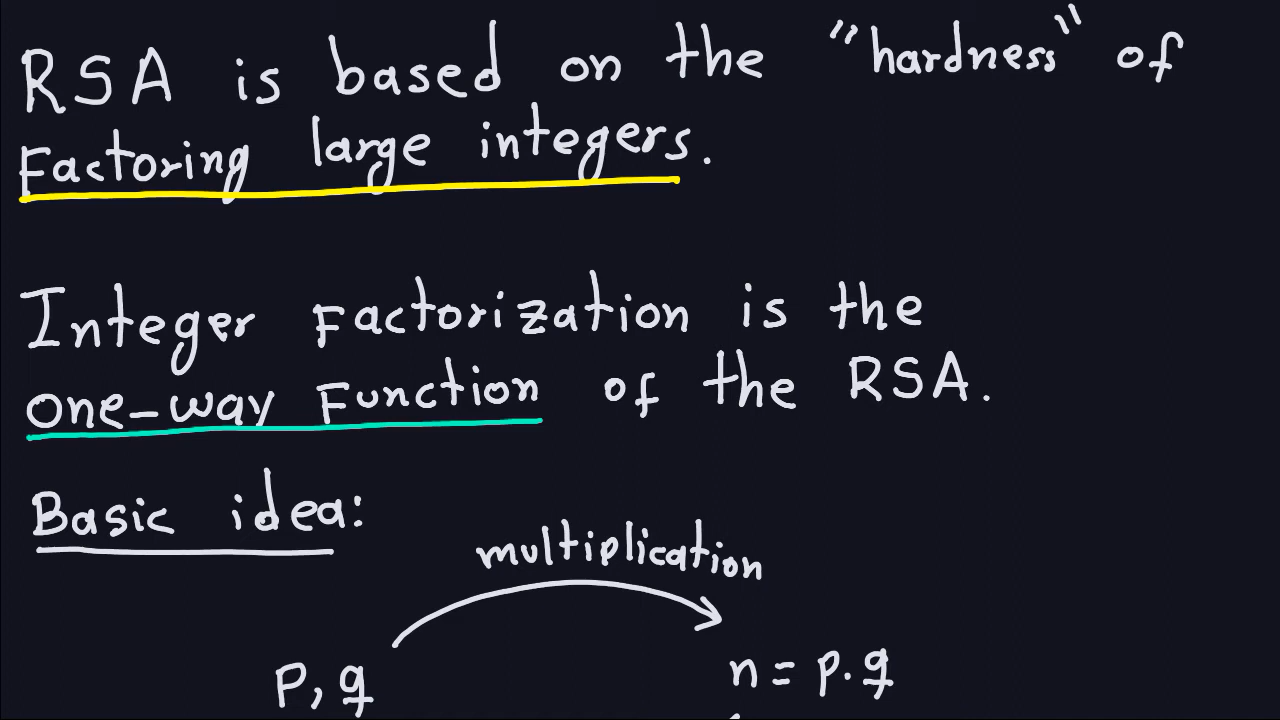 RSA is based on the "hardness" of
Factoring large integers.
Integer Factorization is the
one-way Function of the RSA.
Basic idea:
multiplication
P, q
n = p.q